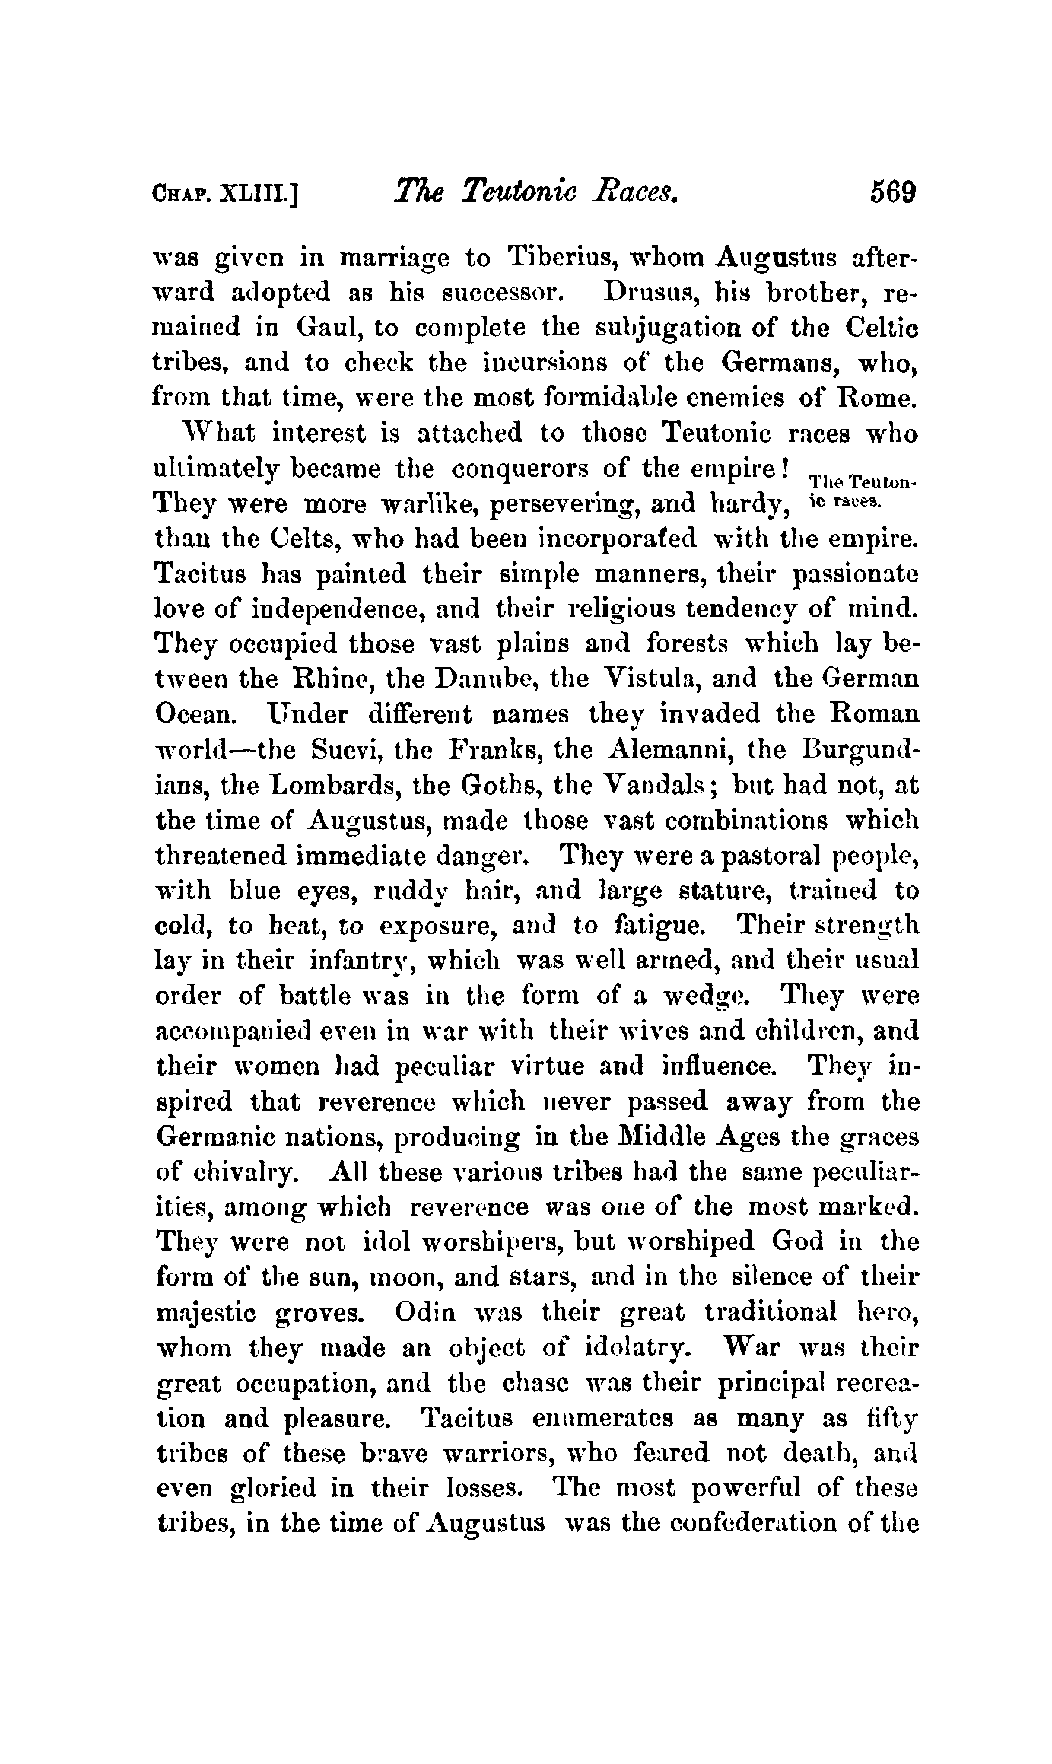 CHAP. XLIII.] The Teutonic Races. 569
was given in marriage to Tiberius, whom Augustus after-
ward adopted as his successor. Drusus, his brother, re-
mained in Gaul, to complete the subjugation of the Celtic
tribes, and to check the incursions of the Germans, who,
from that time, were the most formidable enemies of Rome.
What interest is attached to those Teutonic races who
ultimately became the conquerors of the empire!
The Teuton-
ic races.
They were more warlike, persevering, and hardy,
than the Celts, who had been incorporated with the empire.
Tacitus has painted their simple manners, their passionate
love of independence, and their religious tendency of mind.
They occupied those vast plains and forests which lay be-
tween the Rhine, the Danube, the Vistula, and the German
Ocean. Under different names they invaded the Roman
world—the Suevi, the Franks, the Alemanni, the Burgund-
ians, the Lombards, the Goths, the Vandals; but had not, at
the time of Augustus, made those vast combinations which
threatened immediate danger. They were a pastoral people,
with blue eyes, ruddy hair, and large stature, trained to
cold, to heat, to exposure, and to fatigue. Their strength
lay in their infantry, which was well armed, and their usual
order of battle was in the form of a wedge. They were
accompanied even in war with their wives and children, and
their women had peculiar virtue and influence. They in-
spired that reverence which never passed away from the
Germanic nations, producing in the Middle Ages the graces
of chivalry. All these various tribes had the same peculiar-
ities, among which reverence was one of the most marked.
They were not idol worshipers, but worshiped God in the
form of the sun, moon, and stars, and in the silence of their
majestic groves. Odin was their great traditional hero,
whom they made an object of idolatry. War was their
great occupation, and the chase was their principal recrea-
tion and pleasure. Tacitus enumerates as many as fifty
tribes of these brave warriors, who feared not death, and
even gloried in their losses. The most powerful of these
tribes, in the time of Augustus was the confederation of the